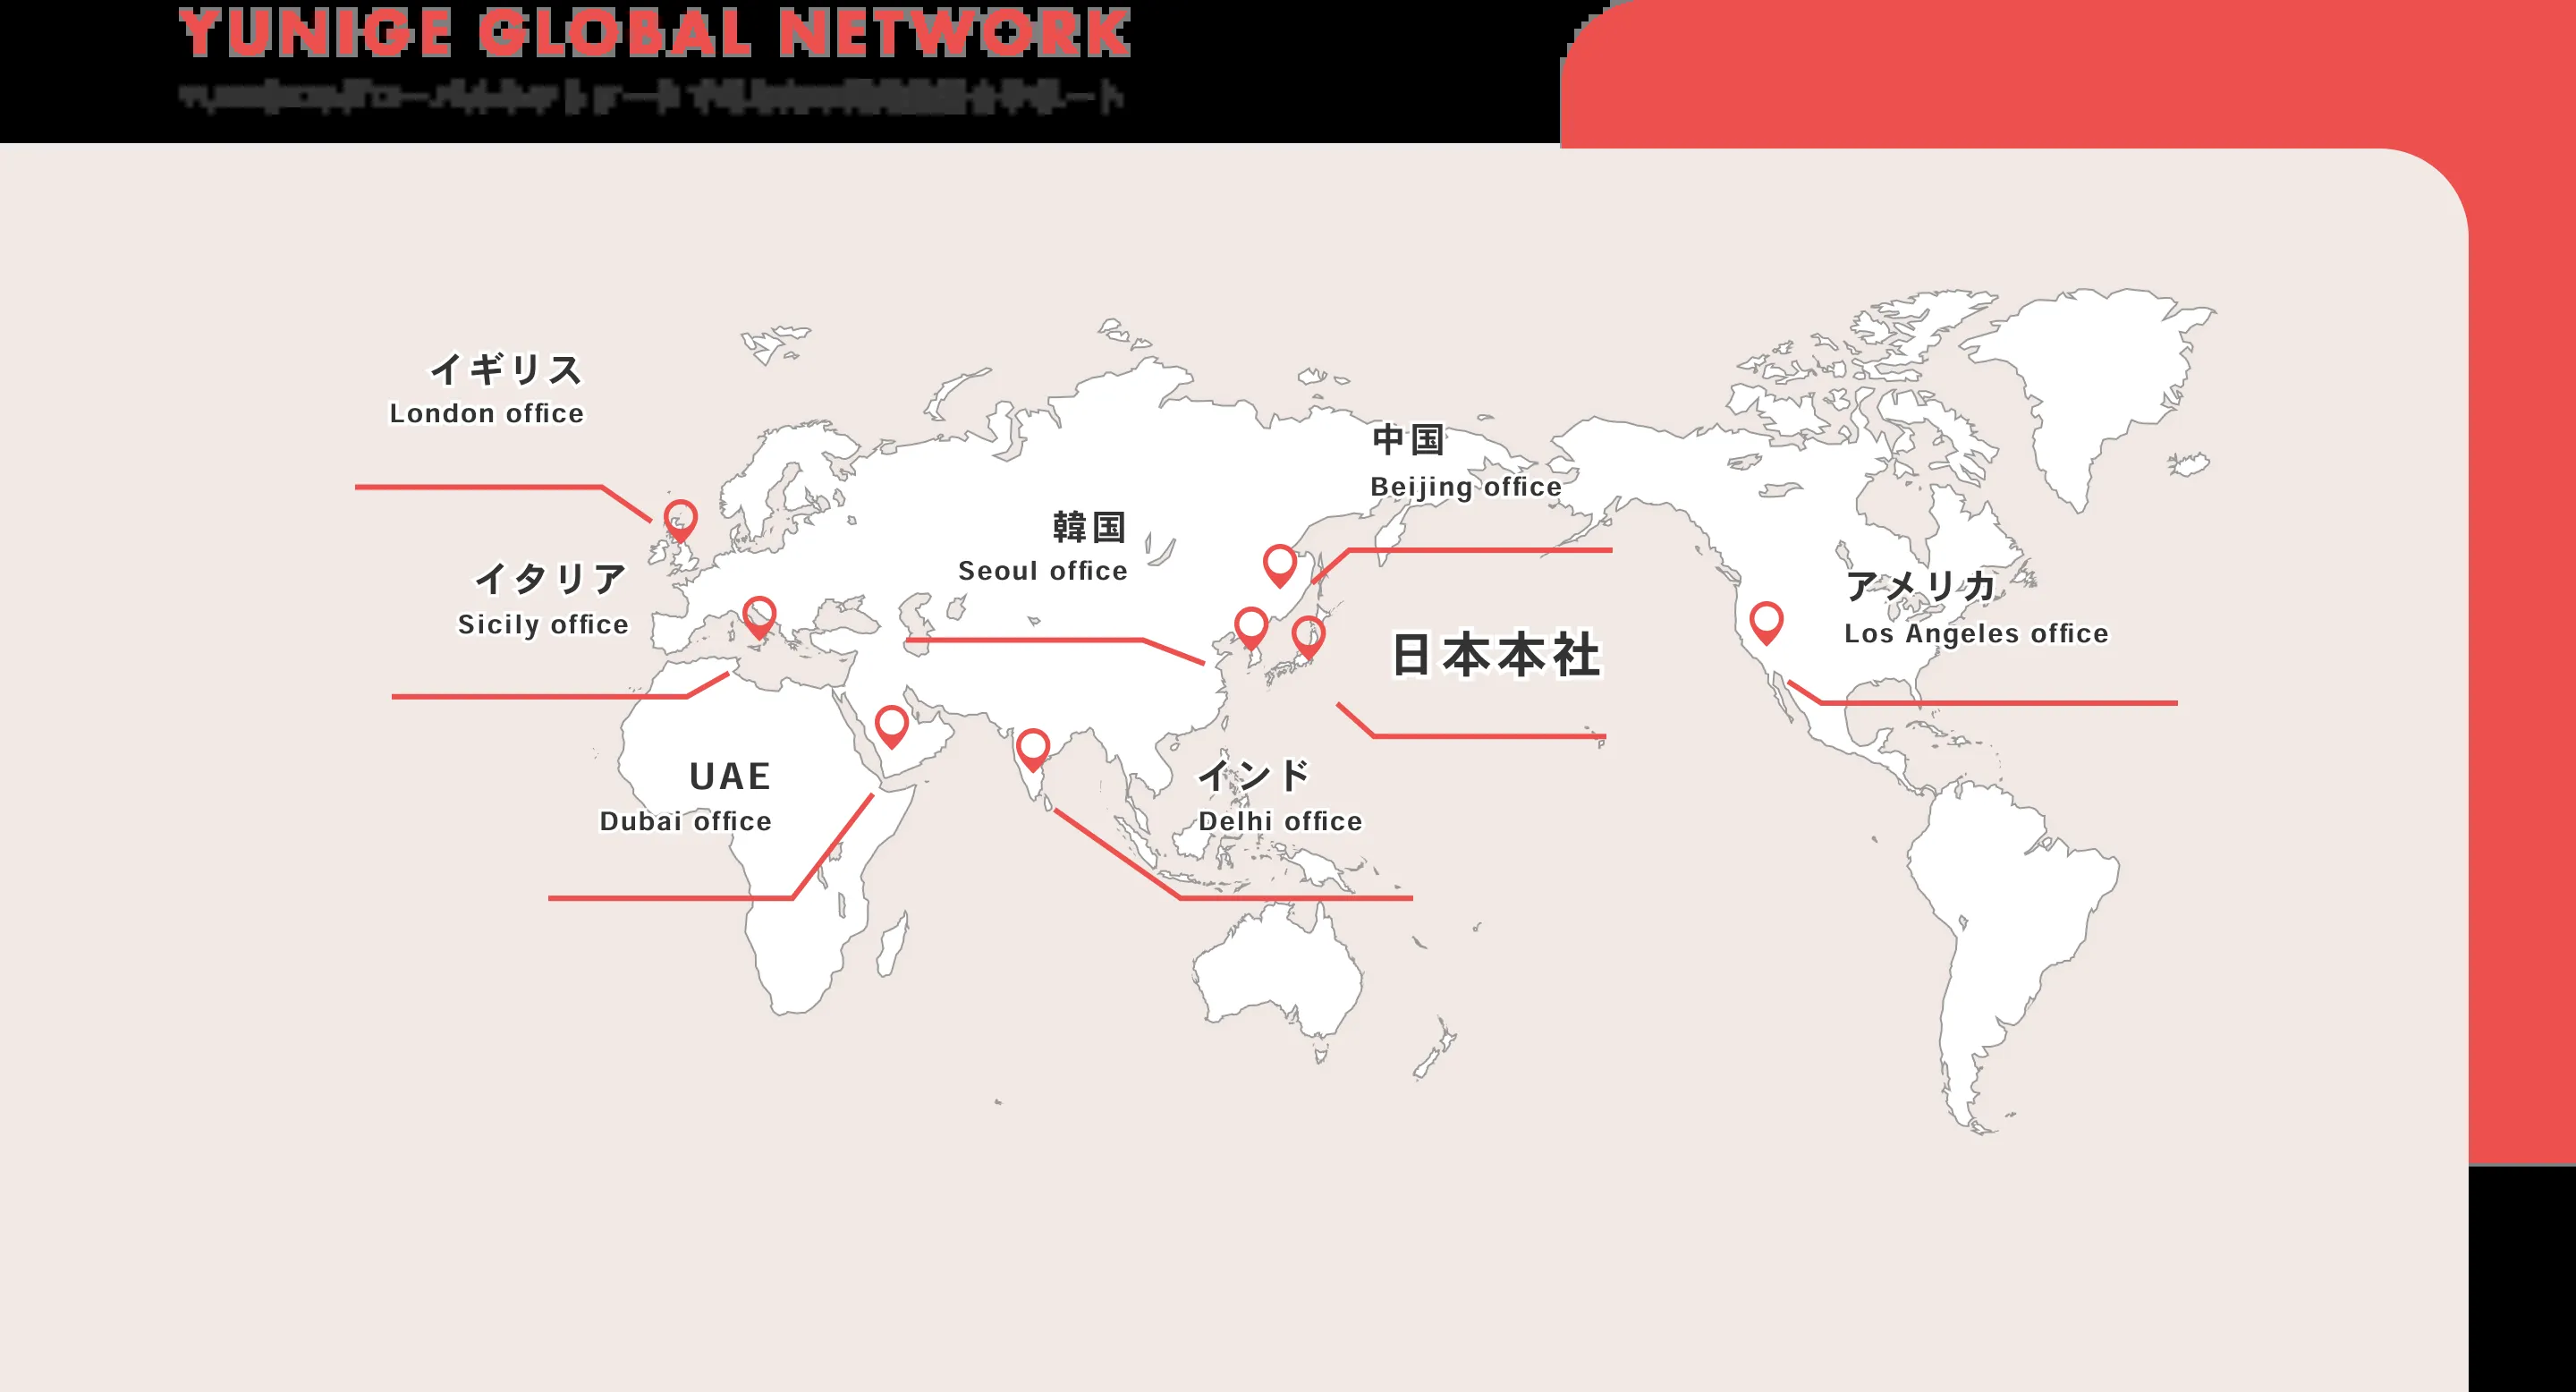 YUNIGE GLOBAL NETWORK
イギリス
London office
中国
Beijing office
韓国
Seoul office
イタリア
Sicily office
アメリカ
Los Angeles office
日本本社
UAE
Dubai office
インド
Delhi office